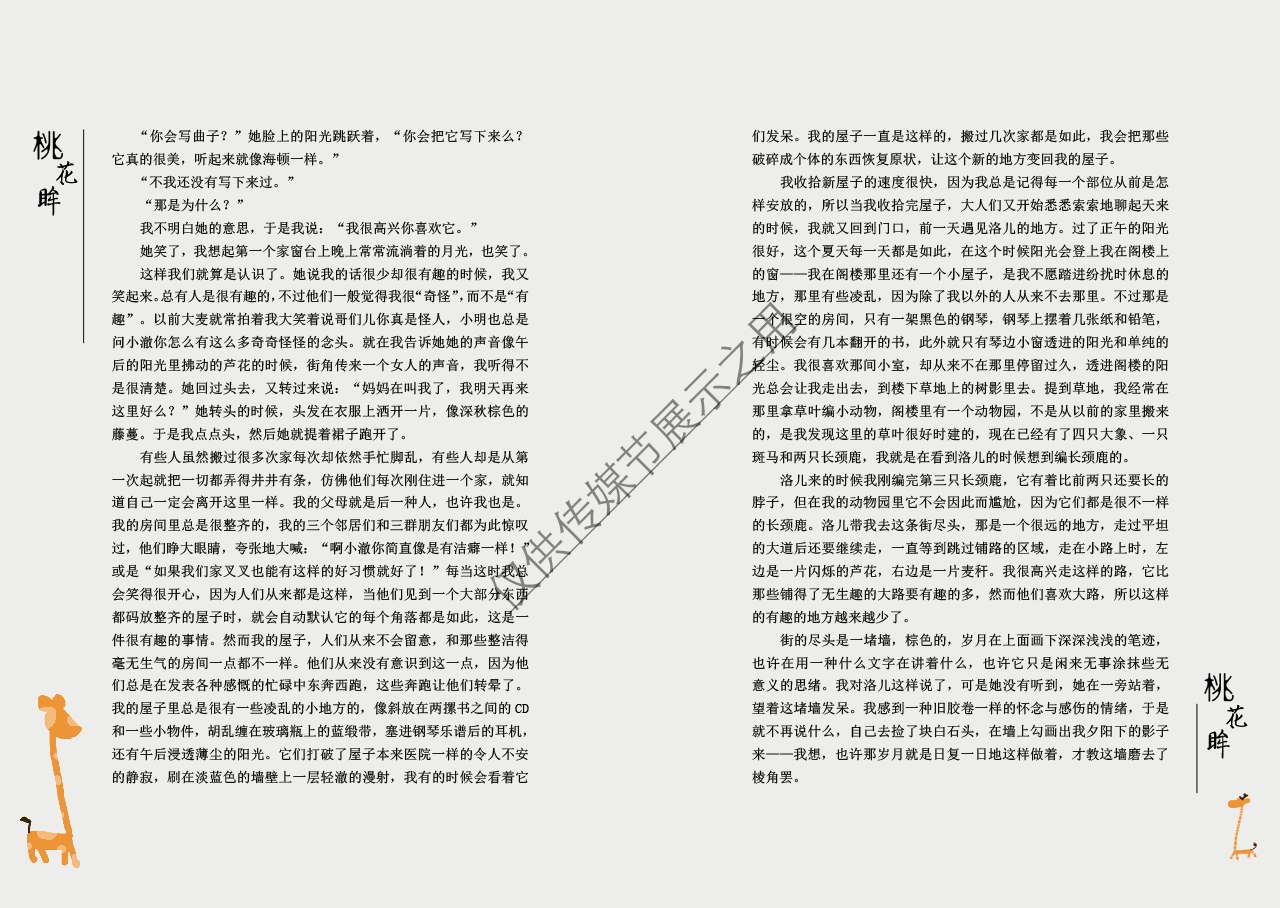 桃花眸
“你会写曲子？”她脸上的阳光跳跃着，“你会把它写下来么？
它真的很美，听起来就像海顿一样。”
“不我还没有写下来过。”
“那是为什么？”
我不明白她的意思，于是我说：“我很高兴你喜欢它。”
她笑了，我想起第一个家窗台上晚上常常流淌着的月光，也笑了。
这样我们就算是认识了。她说我的话很少却很有趣的时候，我又
笑起来。总有人是很有趣的，不过他们一般觉得我很“奇怪”，而不是“有
趣”。以前大麦就常拍着我大笑着说哥们儿你真是怪人，小明也总是
问小澈你怎么有这么多奇奇怪怪的念头。就在我告诉她她的声音像午
后的阳光里拂动的芦花的时候，街角传来一个女人的声音，我听得不
是很清楚。她回过头去，又转过来说：“妈妈在叫我了，我明天再来
这里好么？”她转头的时候，头发在衣服上洒开一片，像深秋棕色的
藤蔓。于是我点点头，然后她就提着裙子跑开了。
有些人虽然搬过很多次家每次却依然手忙脚乱，有些人却是从第
一次起就把一切都弄得井井有条，仿佛他们每次刚住进一个家，就知
道自己一定会离开这里一样。我的父母就是后一种人，也许我也是。
我的房间里总是很整齐的，我的三个邻居们和三群朋友们都为此惊叹
过，他们睁大眼睛，夸张地大喊：“啊小澈你简直像是有洁癖一样！”
或是“如果我们家叉叉也能有这样的好习惯就好了！”每当这时我总
会笑得很开心，因为人们从来都是这样，当他们见到一个大部分东西
都码放整齐的屋子时，就会自动默认它的每个角落都是如此，这是一
件很有趣的事情。然而我的屋子，人们从来不会留意，和那些整洁得
毫无生气的房间一点都不一样。他们从来没有意识到这一点，因为他
们总是在发表各种感慨的忙碌中东奔西跑，这些奔跑让他们转晕了。
我的屋子里总是很有一些凌乱的小地方的，像斜放在两摞书之间的 CD
和一些小物件，胡乱缠在玻璃瓶上的蓝缎带，塞进钢琴乐谱后的耳机，
还有午后浸透薄尘的阳光。它们打破了屋子本来医院一样的令人不安
的静寂，刷在淡蓝色的墙壁上一层轻澈的漫射，我有的时候会看着它
们发呆。我的屋子一直是这样的，搬过几次家都是如此，我会把那些
破碎成个体的东西恢复原状，让这个新的地方变回我的屋子。
我收拾新屋子的速度很快，因为我总是记得每一个部位从前是怎
样安放的，所以当我收拾完屋子，大人们又开始悉悉索索地聊起天来
的时候，我就又回到门口，前一天遇见洛儿的地方。过了正午的阳光
很好，这个夏天每一天都是如此，在这个时候阳光会登上我在阁楼上
的窗——我在阁楼那里还有一个小屋子，是我不愿踏进纷扰时休息的
地方，那里有些凌乱，因为除了我以外的人从来不去那里。不过那是
一个很空的房间，只有一架黑色的钢琴，钢琴上摆着几张纸和铅笔，
有时候会有几本翻开的书，此外就只有琴边小窗透进的阳光和单纯的
轻尘。我很喜欢那间小室，却从来不在那里停留过久，透进阁楼的阳
光总会让我走出去，到楼下草地上的树影里去。提到草地，我经常在
那里拿草叶编小动物，阁楼里有一个动物园，不是从以前的家里搬来
的，是我发现这里的草叶很好时建的，现在已经有了四只大象、一只
斑马和两只长颈鹿，我就是在看到洛儿的时候想到编长颈鹿的。
洛儿来的时候我刚编完第三只长颈鹿，它有着比前两只还要长的
脖子，但在我的动物园里它不会因此而尴尬，因为它们都是很不一样
的长颈鹿。洛儿带我去这条街尽头，那是一个很远的地方，走过平坦
的大道后还要继续走，一直等到跳过铺路的区域，走在小路上时，左
边是一片闪烁的芦花，右边是一片麦秆。我很高兴走这样的路，它比
那些铺得了无生趣的大路要有趣的多，然而他们喜欢大路，所以这样
的有趣的地方越来越少了。
街的尽头是一堵墙，棕色的，岁月在上面画下深深浅浅的笔迹，
也许在用一种什么文字在讲着什么，也许它只是闲来无事涂抹些无
意义的思绪。我对洛儿这样说了，可是她没有听到，她在一旁站着，
望着这堵墙发呆。我感到一种旧胶卷一样的怀念与感伤的情绪，于是
就不再说什么，自己去捡了块白石头，在墙上勾画出我夕阳下的影子
来——我想，也许那岁月就是日复一日地这样做着，才教这墙磨去了
棱角罢。
桃花眸
仅供传媒节展示之用